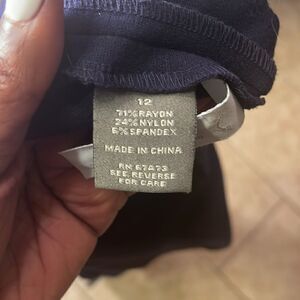 12
71% RAYON
24% NYLON
5% SPANDEX
MADE IN CHINA
RN 67473
SEE REVERSE
FOR CARE